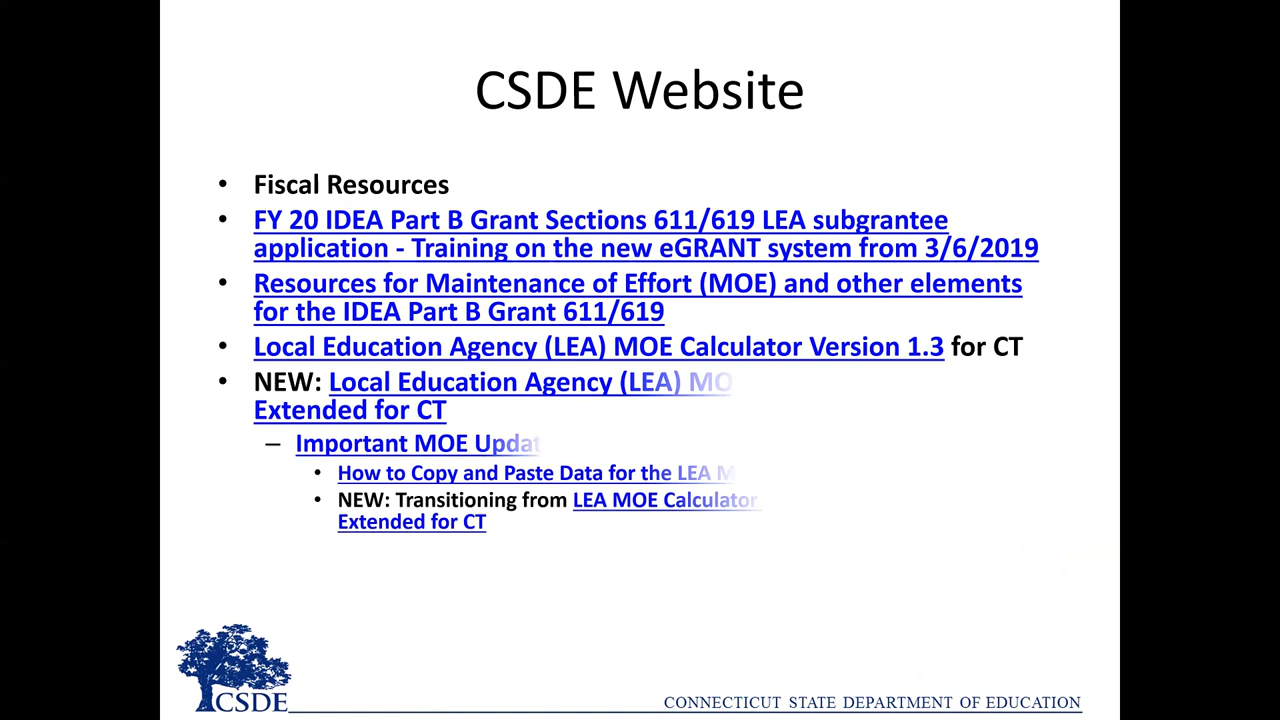 CSDE Website
• Fiscal Resources
• FY 20 IDEA Part B Grant Sections 611/619 LEA subgrantee
application - Training on the new eGRANT system from 3/6/2019
• Resources for Maintenance of Effort (MOE) and other elements
for the IDEA Part B Grant 611/619
• Local Education Agency (LEA) MOE Calculator Version 1.3 for CT
• NEW: Local Education Agency (LEA)
Extended for CT
– Important MOE
• How to Copy and Paste Data for the LEA
• NEW: Transitioning from LEA MOE Calculator
Extended for CT
CSDE
CONNECTICUT STATE DEPARTMENT OF EDUCATION